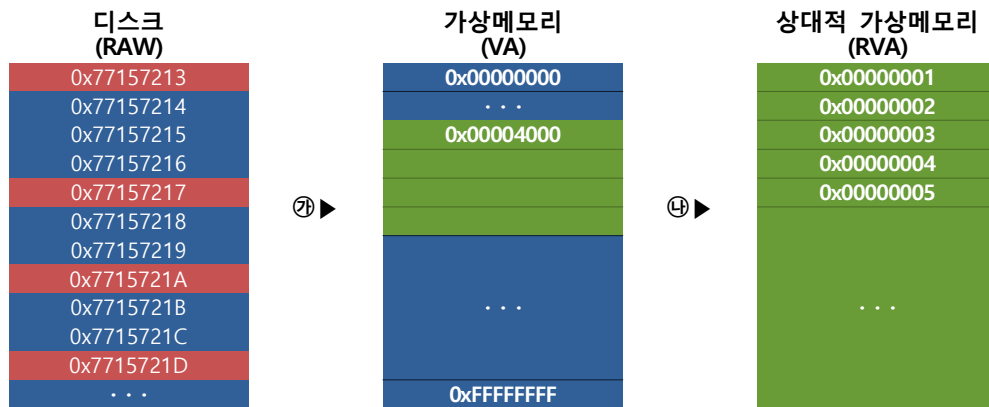 디스크
(RAW)
0x77157213
0x77157214
0x77157215
0x77157216
0x77157217
0x77157218
0x77157219
0x7715721A
0x7715721B
0x7715721C
0x7715721D
. . .
㉮▶
가상메모리
(VA)
0x00000000
. . .
0x00004000
. . .
0xFFFFFFFF
㉯▶
상대적 가상메모리
(RVA)
0x00000001
0x00000002
0x00000003
0x00000004
0x00000005
. . .